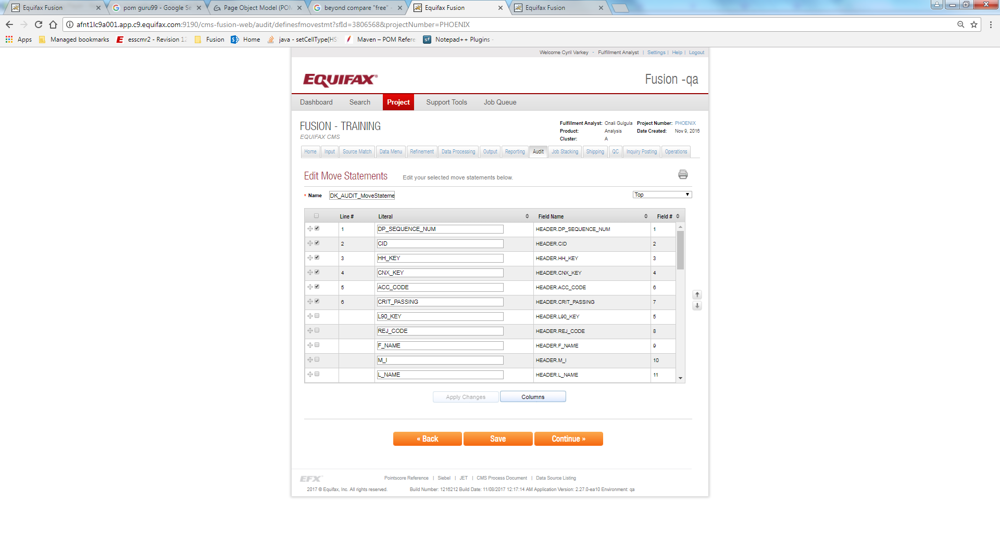 Equifax Fusion
pom guru99 - Google Se
Page Object Model (POM
beyond compare "free" -
Equifax Fusion
Equifax Fusion
afnt1lc9a001.app.c9.equifax.com:9190/cms-fusion-web/audit/definesfmovestmt?sfId=3806568&projectNumber=PHOENIX
Apps Managed bookmarks esscmr2 - Revision 12 Fusion Home java - setCellType(HS Maven – POM Refere Notepad++ Plugins -
Welcome Cyril Varkey - Fulfillment Analyst | Settings | Help | Logout
EQUIFAX
Fusion -qa
Dashboard Search Project Support Tools Job Queue
FUSION - TRAINING
EQUIFAX CMS
Fulfillment Analyst: Onali Gulgula Project Number: PHOENIX
Product: Analysis Date Created: Nov 9, 2016
Cluster: A
Home Input Source Match Data Menu Refinement Data Processing Output Reporting Audit Job Stacking Shipping QC Inquiry Posting Operations
Edit Move Statements Edit your selected move statements below.
* Name DK_AUDIT_MoveStateme Top
Line # Literal Field Name Field #
1 DP_SEQUENCE_NUM HEADER.DP_SEQUENCE_NUM 1
2 CID HEADER.CID 2
3 HH_KEY HEADER.HH_KEY 3
4 CNX_KEY HEADER.CNX_KEY 4
5 ACC_CODE HEADER.ACC_CODE 6
6 CRIT_PASSING HEADER.CRIT_PASSING 7
L90_KEY HEADER.L90_KEY 5
REJ_CODE HEADER.REJ_CODE 8
F_NAME HEADER.F_NAME 9
M_I HEADER.M_I 10
L_NAME HEADER.L_NAME 11
Apply Changes Columns
« Back Save Continue »
EFX Pointscore Reference | Siebel | JET | CMS Process Document | Data Source Listing
2017 © Equifax, Inc. All rights reserved. Build Number: 1216212 Build Date: 11/08/2017 12:17:14 AM Application Version: 2.27.0-ea10 Environment: qa